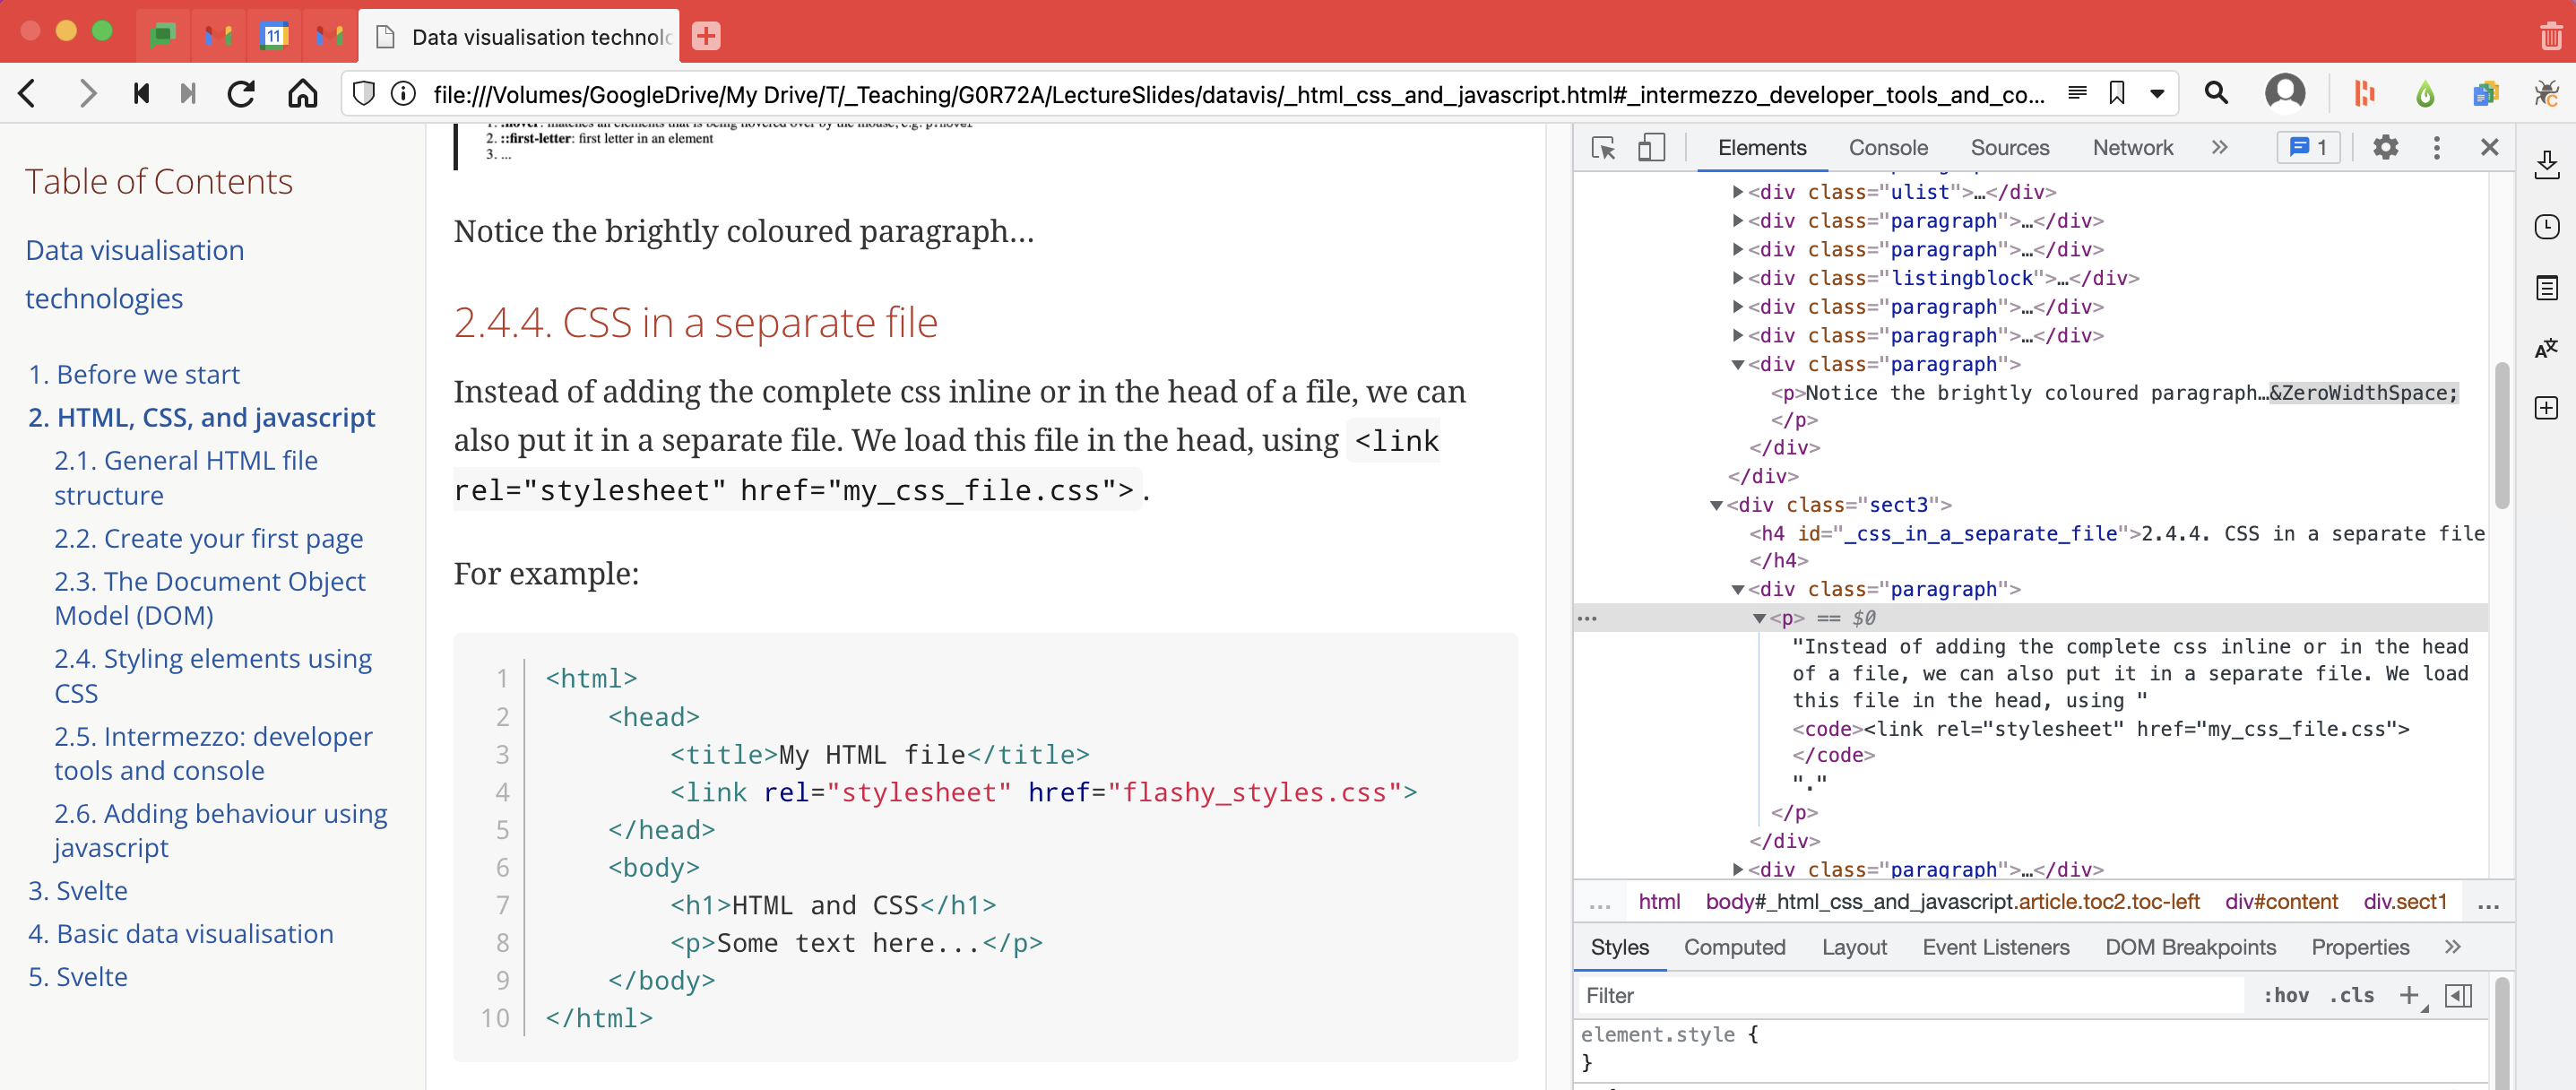 Data visualisation technolo
11
file:///Volumes/GoogleDrive/My Drive/T/_Teaching/G0R72A/LectureSlides/datavis/_html_css_and_javascript.html#_intermezzo_developer_tools_and_co...
Table of Contents
Data visualisation
technologies
1. Before we start
2. HTML, CSS, and javascript
2.1. General HTML file
structure
2.2. Create your first page
2.3. The Document Object
Model (DOM)
2.4. Styling elements using
CSS
2.5. Intermezzo: developer
tools and console
2.6. Adding behaviour using
javascript
3. Svelte
4. Basic data visualisation
5. Svelte
1. :hover: matches all elements that is being hovered over by the mouse, e.g. p:hover
2. ::first-letter: first letter in an element
3. ...
Notice the brightly coloured paragraph…
2.4.4. CSS in a separate file
Instead of adding the complete css inline or in the head of a file, we can
also put it in a separate file. We load this file in the head, using <link
rel="stylesheet" href="my_css_file.css"> .
For example:
1 <html>
2 <head>
3 <title>My HTML file</title>
4 <link rel="stylesheet" href="flashy_styles.css">
5 </head>
6 <body>
7 <h1>HTML and CSS</h1>
8 <p>Some text here...</p>
9 </body>
10 </html>
Elements Console Sources Network » 1
<div class="ulist">…</div>
<div class="paragraph">…</div>
<div class="paragraph">…</div>
<div class="listingblock">…</div>
<div class="paragraph">…</div>
<div class="paragraph">…</div>
<div class="paragraph">
<p>Notice the brightly coloured paragraph…&ZeroWidthSpace;
</p>
</div>
</div>
<div class="sect3">
<h4 id="_css_in_a_separate_file">2.4.4. CSS in a separate file
</h4>
<div class="paragraph">
… <p> == $0
"Instead of adding the complete css inline or in the head
of a file, we can also put it in a separate file. We load
this file in the head, using "
<code><link rel="stylesheet" href="my_css_file.css">
</code>
"."
</p>
</div>
<div class="paragraph">…</div>
... html body#_html_css_and_javascript.article.toc2.toc-left div#content div.sect1 ...
Styles Computed Layout Event Listeners DOM Breakpoints Properties »
Filter :hov .cls +
element.style {
}